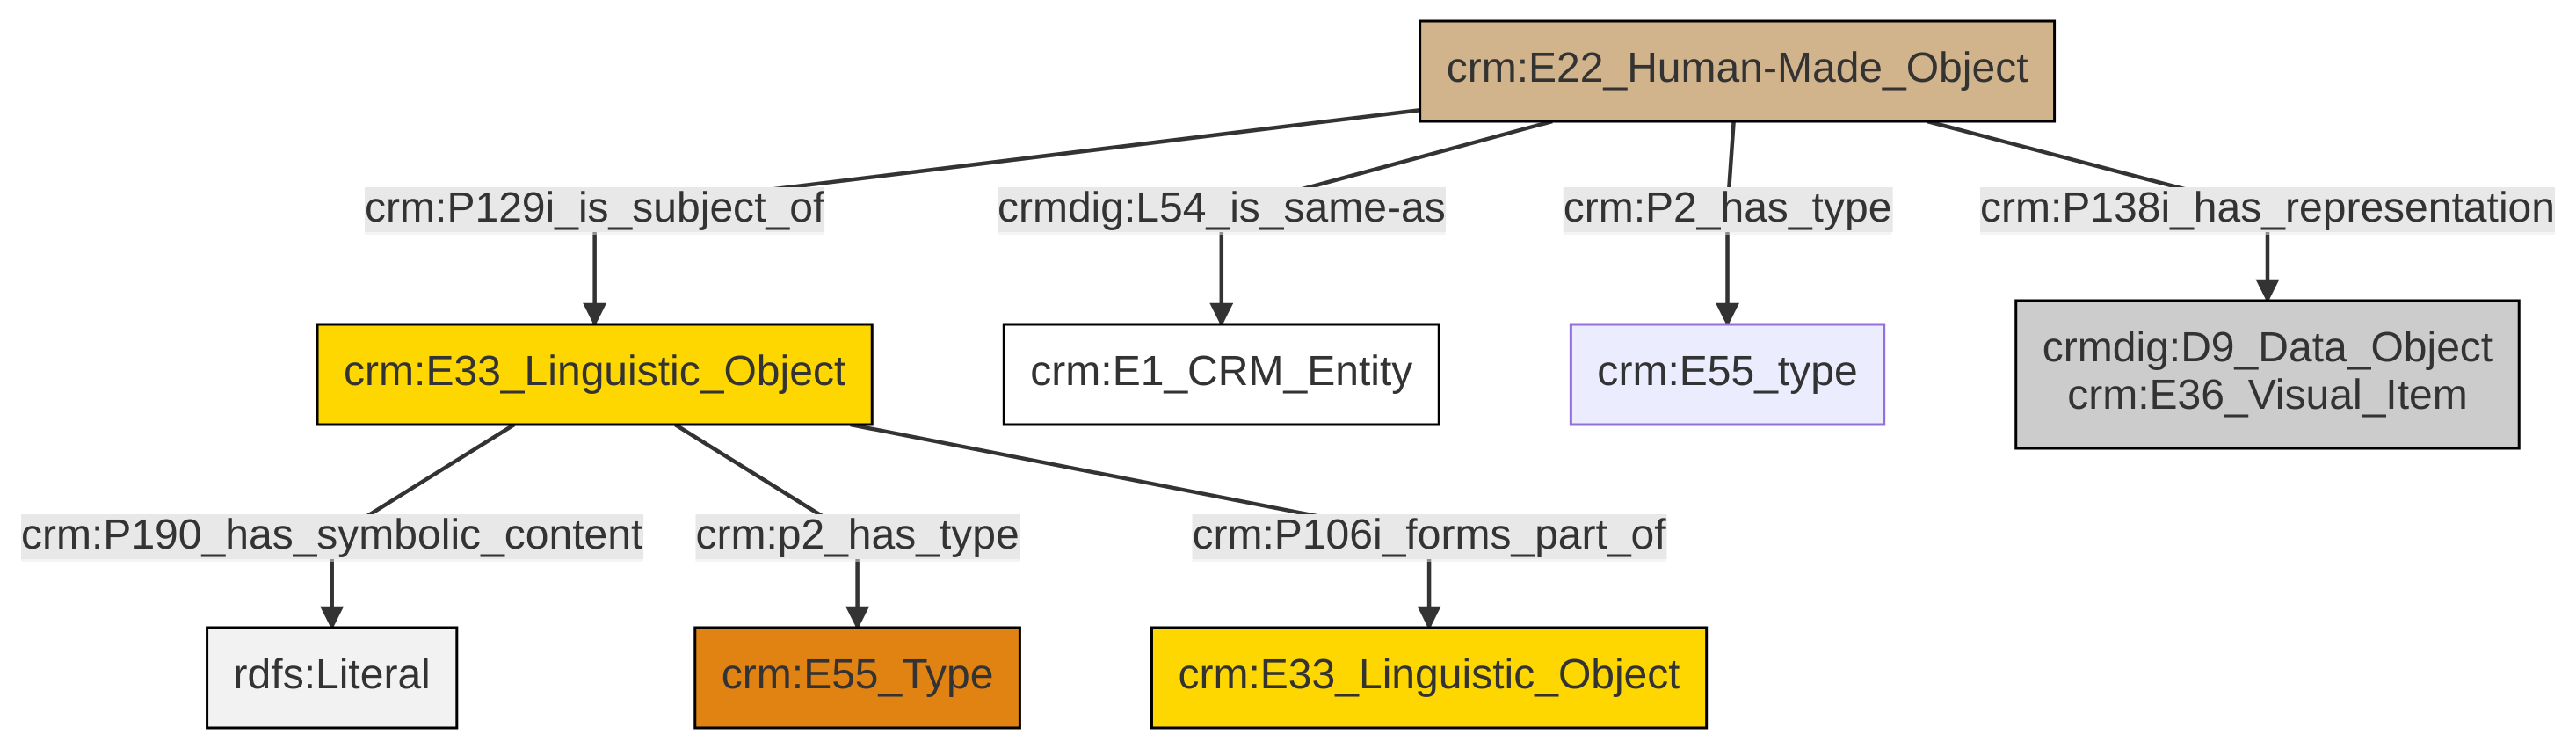 crm:E22_Human-Made_Object
crm:P129i_is_subject_of
crmdig:L54_is_same-as
crm:P2_has_type
crm:P138i_has_representation
crm:E33_Linguistic_Object
crm:E1_CRM_Entity
crm:E55_type
crmdig:D9_Data_Object
crm:E36_Visual_Item
crm:P190_has_symbolic_content
crm:p2_has_type
crm:P106i_forms_part_of
rdfs:Literal
crm:E55_Type
crm:E33_Linguistic_Object